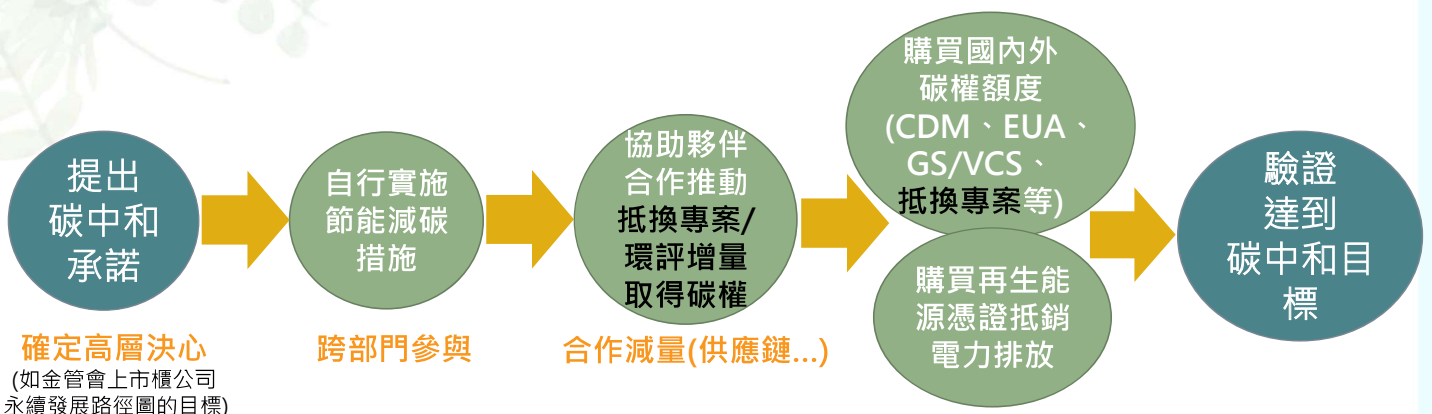 提出
碳中和
承諾
確定高層決心
(如金管會上市櫃公司
永續發展路徑圖的目標)
自行實施
節能減碳
措施
跨部門參與
協助夥伴
合作推動
抵換專案/
環評增量
取得碳權
合作減量(供應鏈...)
購買國內外
碳權額度
(CDM、EUA、
GS/VCS、
抵換專案等)
購買再生能
源憑證抵銷
電力排放
驗證
達到
碳中和目
標